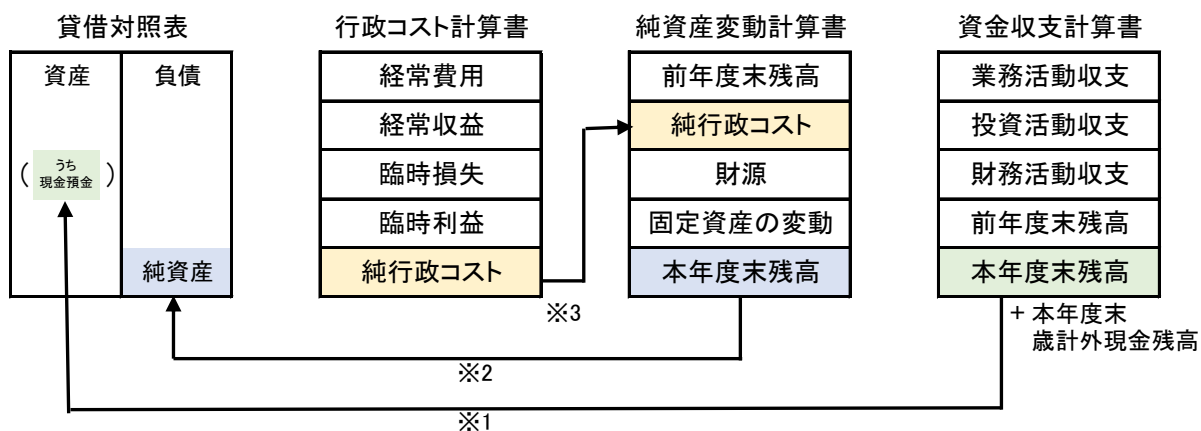 貸借対照表
資産
負債
( うち
現金預金 )
純資産
行政コスト計算書
経常費用
経常収益
臨時損失
臨時利益
純行政コスト
純資産変動計算書
前年度末残高
純行政コスト
財源
固定資産の変動
本年度末残高
資金収支計算書
業務活動収支
投資活動収支
財務活動収支
前年度末残高
本年度末残高
+ 本年度末
歳計外現金残高
※3
※2
※1